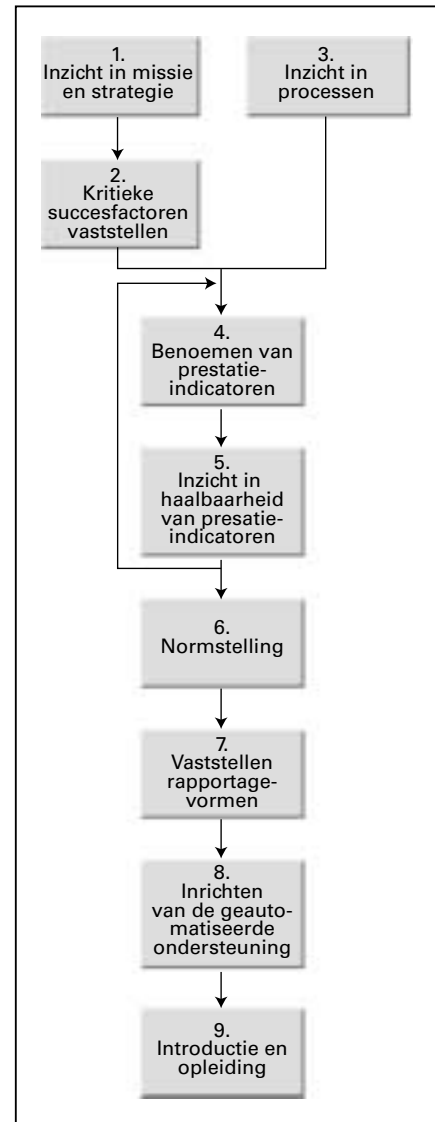 1.
Inzicht in missie
en strategie
3.
Inzicht in
processen
2.
Kritieke
succesfactoren
vaststellen
4.
Benoemen van
prestatie-
indicatoren
5.
Inzicht in
haalbaarheid
van presatie-
indicatoren
6.
Normstelling
7.
Vaststellen
rapportage-
vormen
8.
Inrichten
van de geauto-
matiseerde
ondersteuning
9.
Introductie en
opleiding